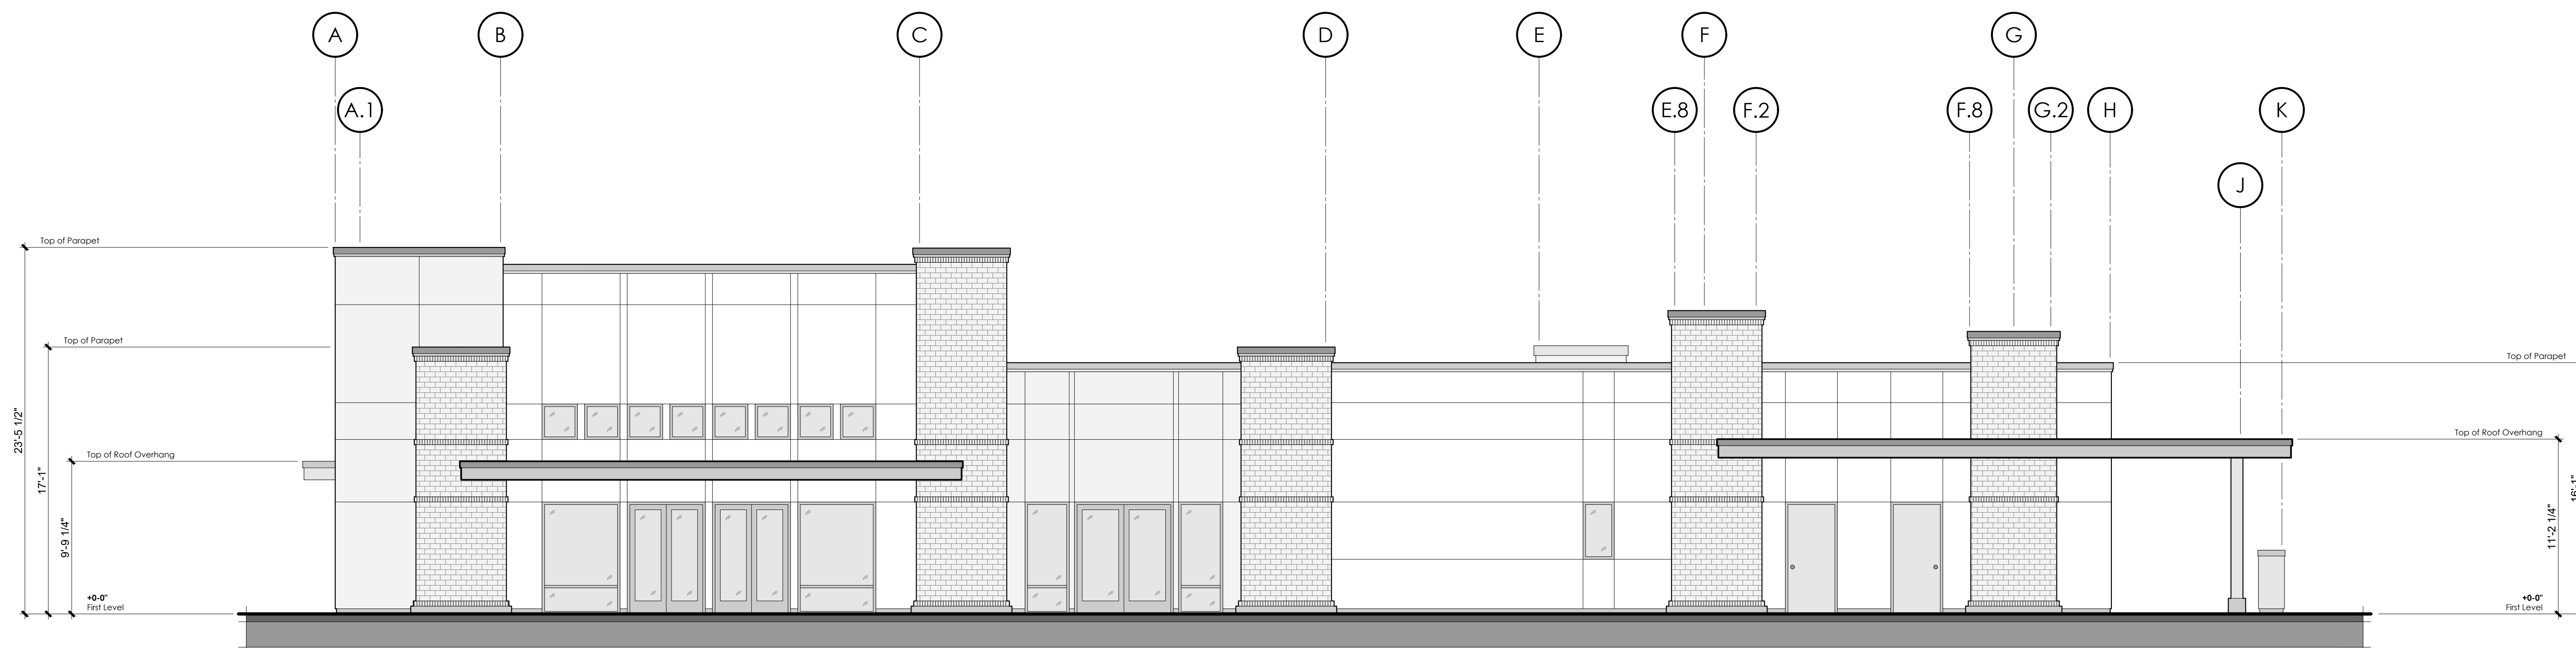 A
B
C
D
E
F
G
A.1
E.8
F.2
F.8
G.2
H
K
J
Top of Parapet
Top of Parapet
Top of Parapet
Top of Roof Overhang
Top of Roof Overhang
23'-5 1/2"
17'-1"
9'-9 1/4"
11'-2 1/4"
16'-1"
+0-0"
First Level
+0-0"
First Level